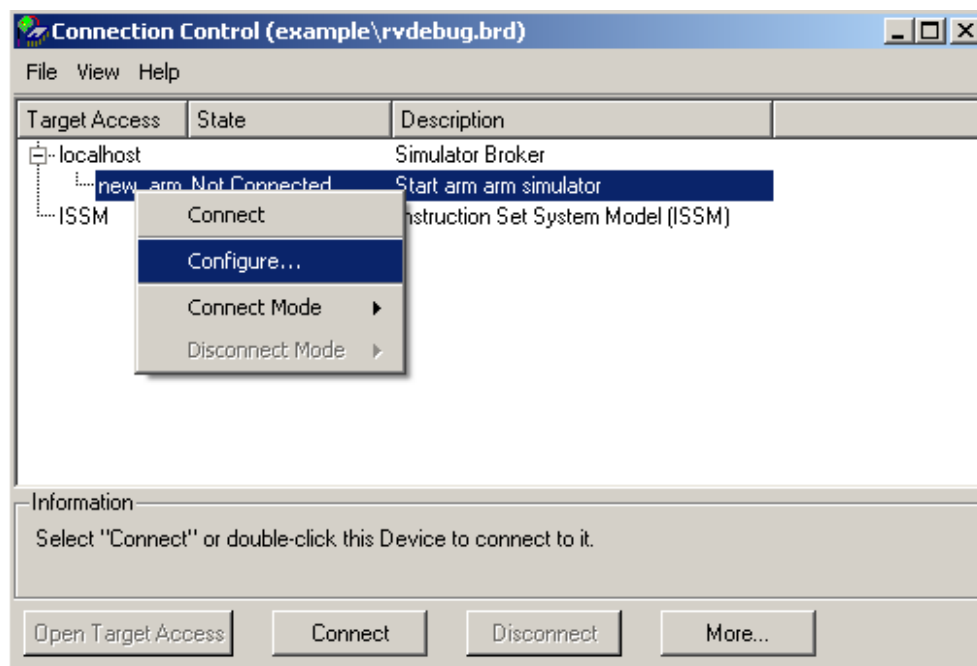 Connection Control (example\rvdebug.brd)
File View Help
Target Access State Description
localhost Simulator Broker
new_arm Not Connected Start arm arm simulator
ISSM Instruction Set System Model (ISSM)
Connect
Configure...
Connect Mode
Disconnect Mode
Information
Select "Connect" or double-click this Device to connect to it.
Open Target Access Connect Disconnect More...